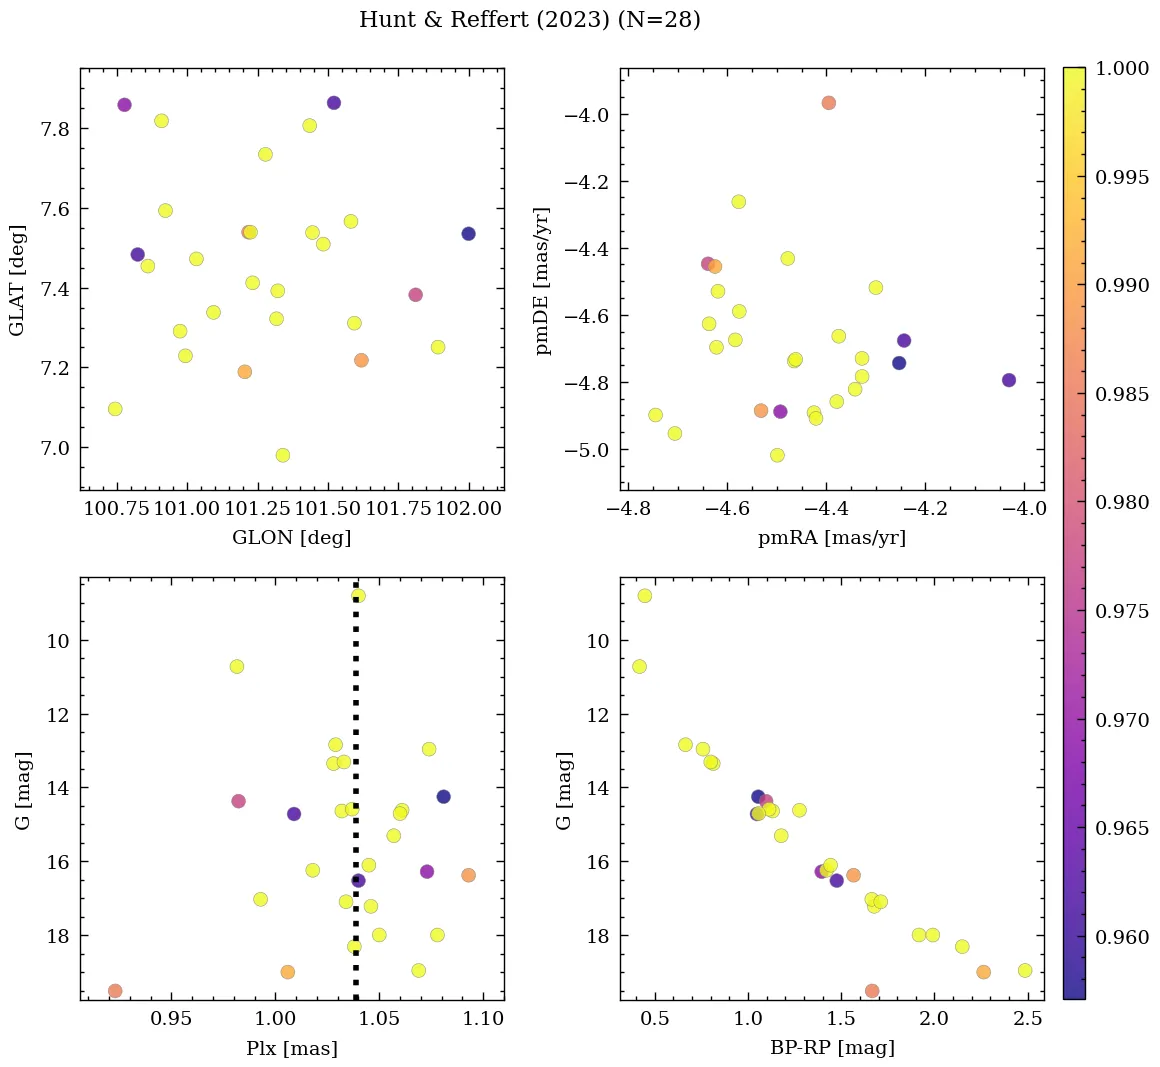 Hunt & Reffert (2023) (N=28)
GLAT [deg]
7.8
7.6
7.4
7.2
7.0
100.75 101.00 101.25 101.50 101.75 102.00
GLON [deg]
pmDE [mas/yr]
−4.0
−4.2
−4.4
−4.6
−4.8
−5.0
−4.8 −4.6 −4.4 −4.2 −4.0
pmRA [mas/yr]
G [mag]
10
12
14
16
18
0.95 1.00 1.05 1.10
Plx [mas]
G [mag]
10
12
14
16
18
0.5 1.0 1.5 2.0 2.5
BP-RP [mag]
1.000
0.995
0.990
0.985
0.980
0.975
0.970
0.965
0.960